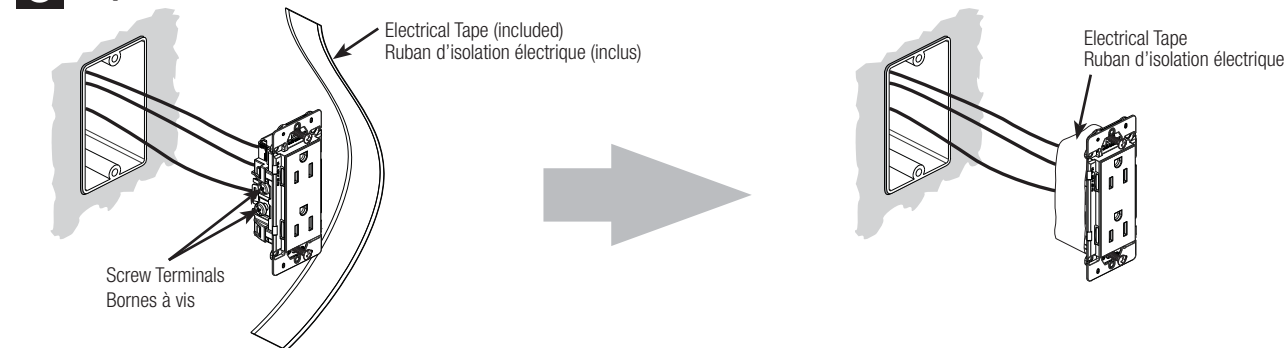 Electrical Tape (included)
Ruban d'isolation électrique (inclus)
Screw Terminals
Bornes à vis
Electrical Tape
Ruban d'isolation électrique